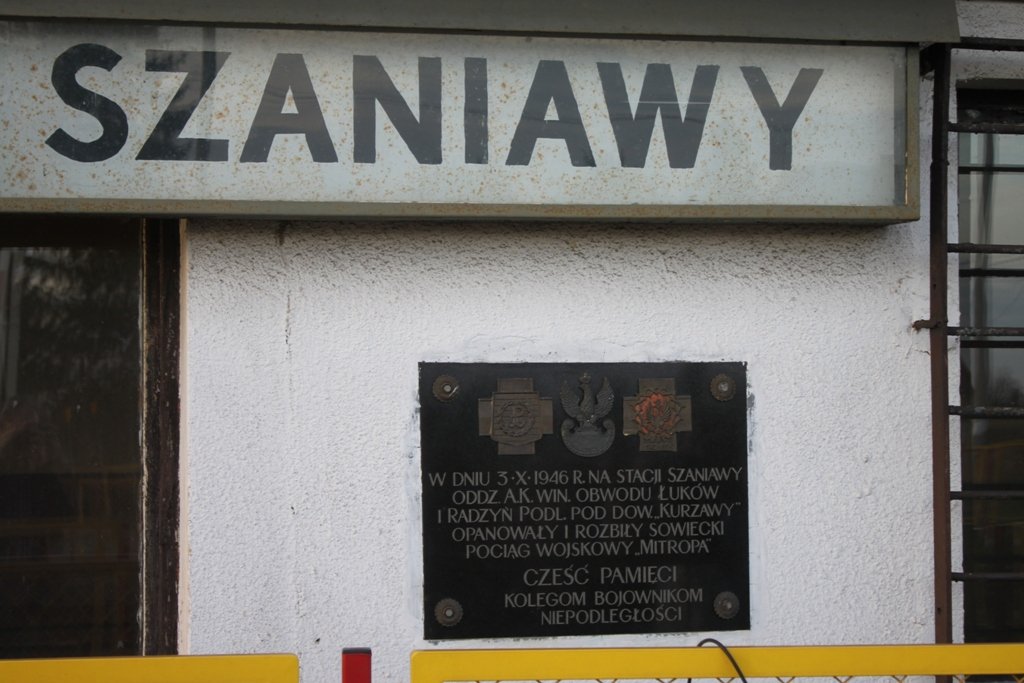 SZANIAWY
W DNIU 3·X·1946 R. NA STACJI SZANIAWY
ODDZ. A.K. WIN. OBWODU ŁUKÓW
I RADZYŃ PODL. POD DOW. „KURZAWY”
OPANOWAŁY I ROZBIŁY SOWIECKI
POCIĄG WOJSKOWY „MITROPA”
CZEŚĆ PAMIĘCI
KOLEGOM BOJOWNIKOM
NIEPODLEGŁOŚCI